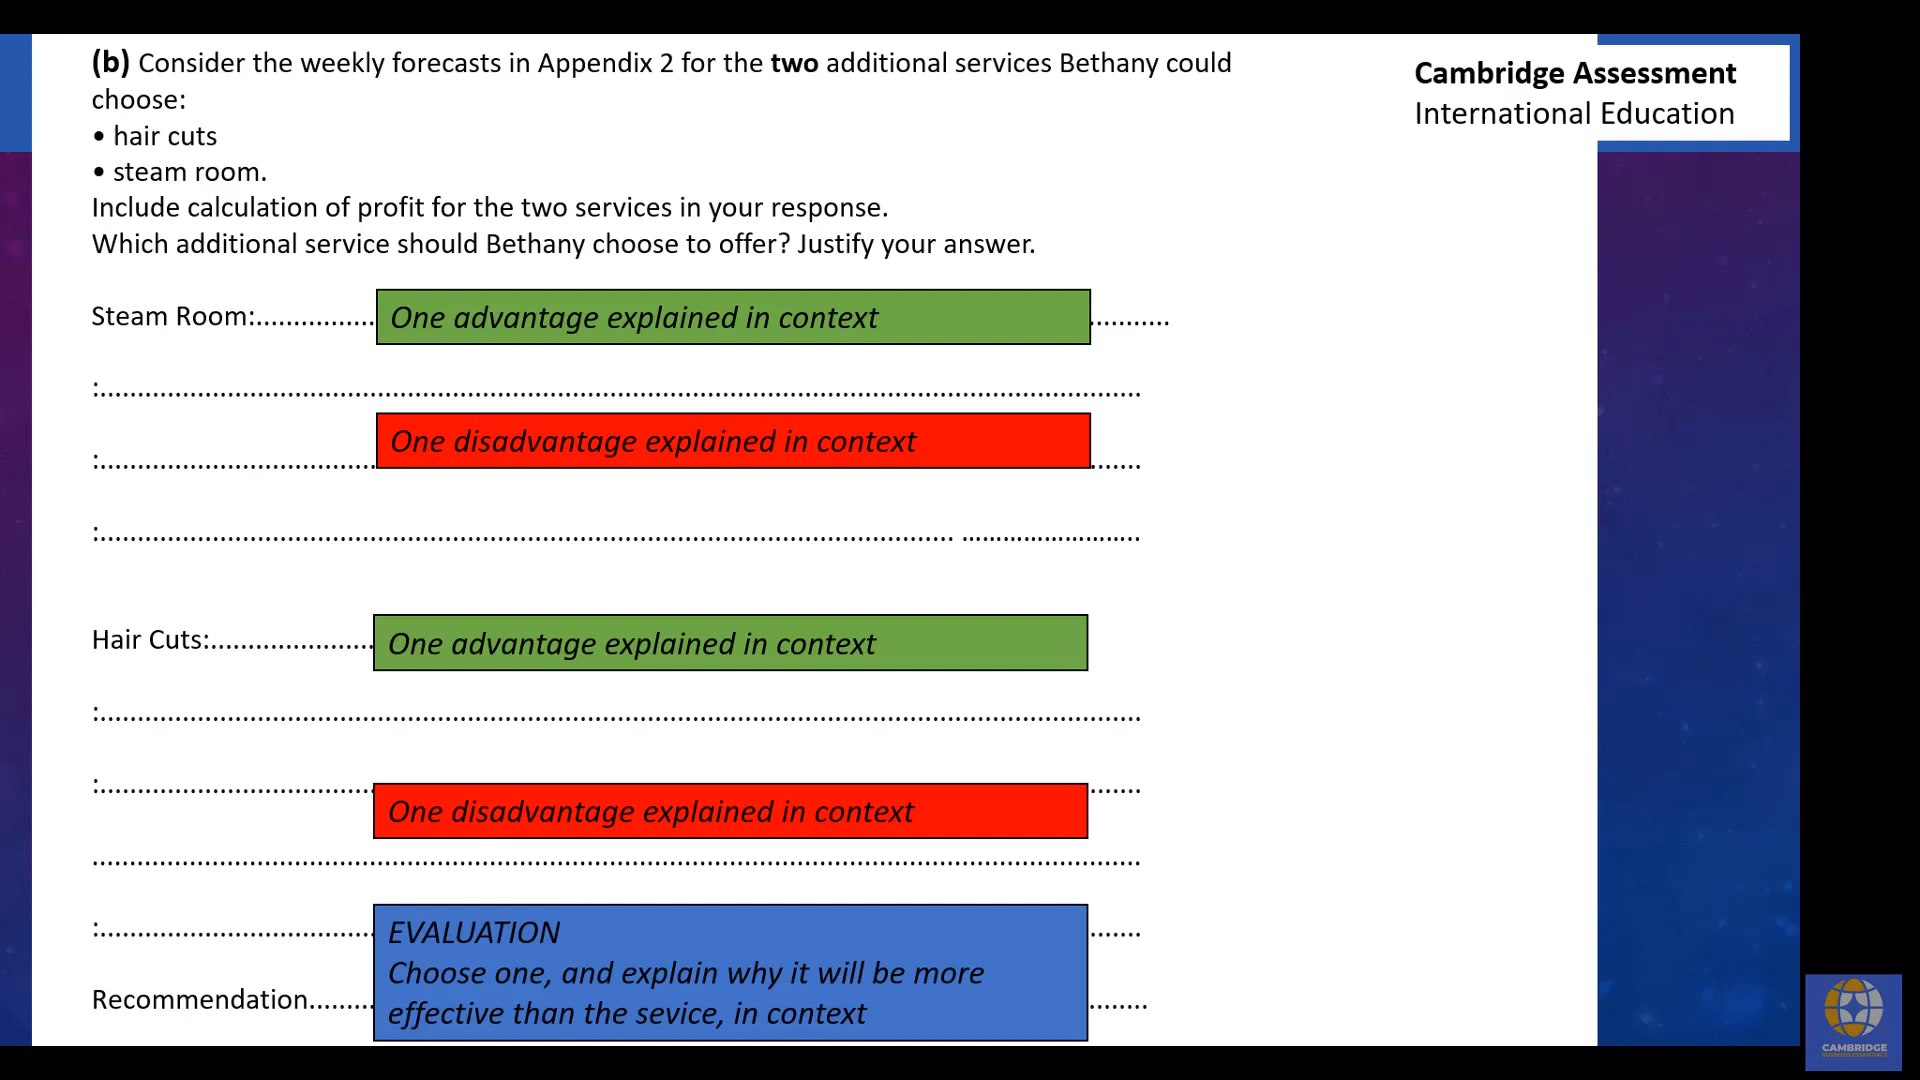 (b) Consider the weekly forecasts in Appendix 2 for the two additional services Bethany could
choose:
• hair cuts
• steam room.
Include calculation of profit for the two services in your response.
Which additional service should Bethany choose to offer? Justify your answer.
Cambridge Assessment
International Education
Steam Room:................ One advantage explained in context ...........
:............................................................................................................................................
:..................................... One disadvantage explained in context .......
:.................................................................................................................. ........................
Hair Cuts:...................... One advantage explained in context
:............................................................................................................................................
:..................................... One disadvantage explained in context .......
............................................................................................................................................
:..................................... EVALUATION .......
Choose one, and explain why it will be more
Recommendation......... effective than the sevice, in context ........
CAMBRIDGE
BUSINESS ESSENTIALS